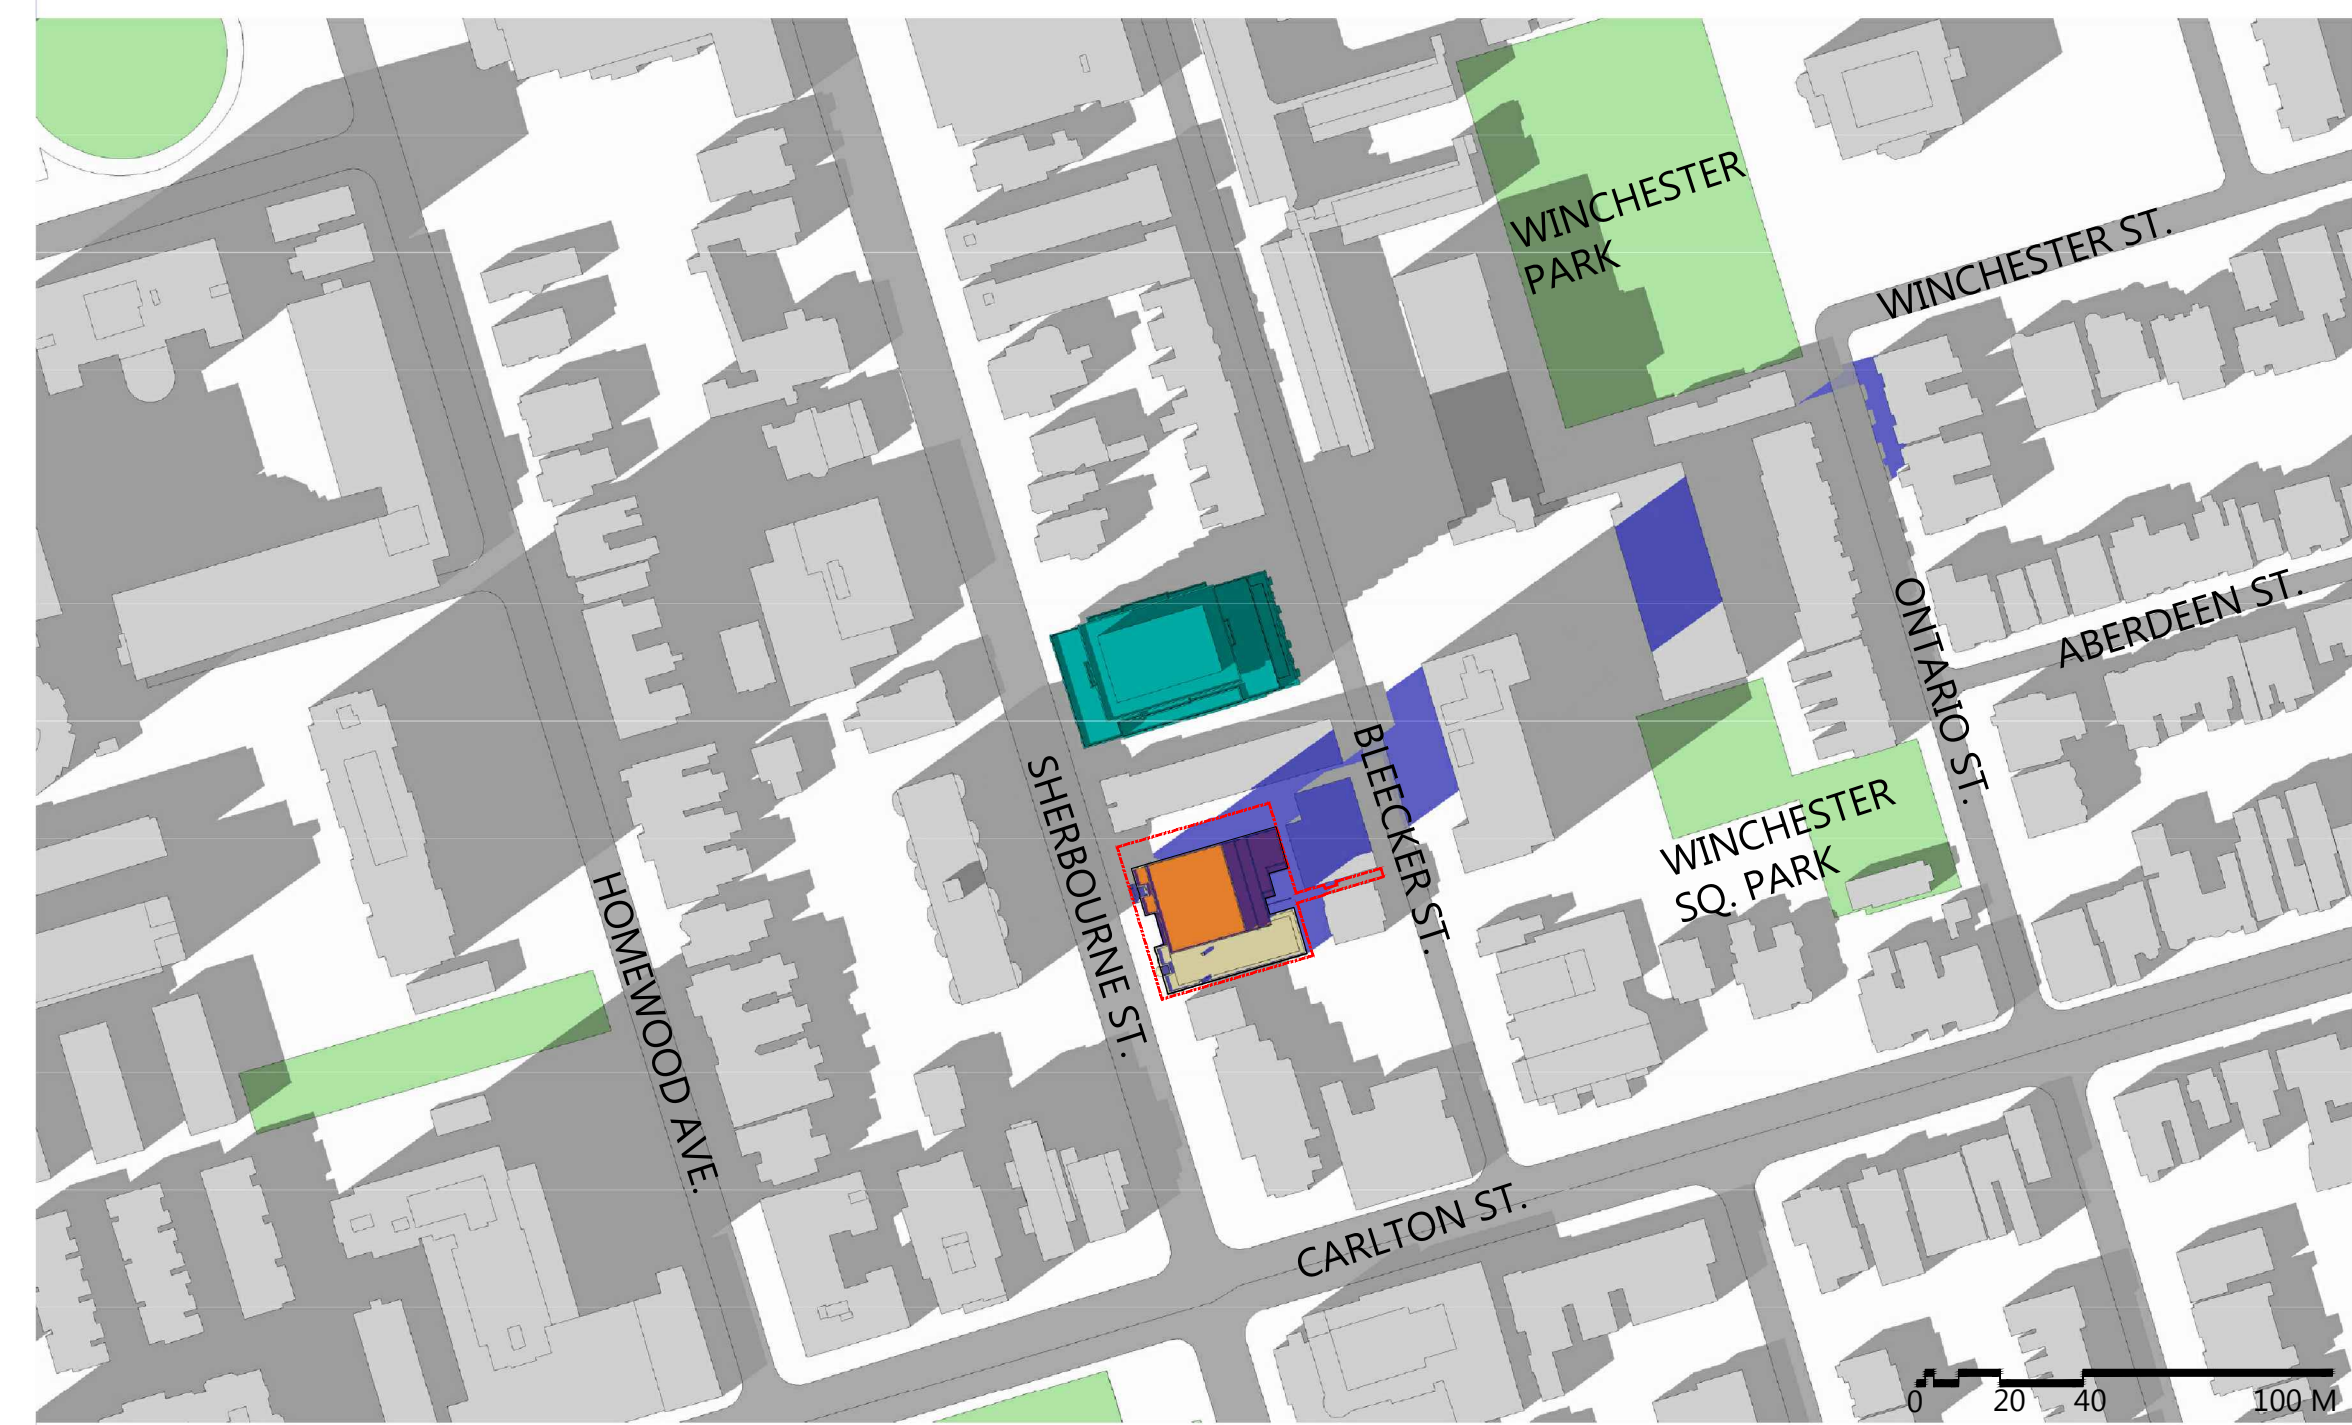 WINCHESTER
PARK
WINCHESTER ST.
ONTARIO ST.
ABERDEEN ST.
SHERBOURNE ST.
BLEECKER ST.
WINCHESTER
SQ. PARK
HOMEWOOD AVE.
CARLTON ST.
0 20 40 100 M